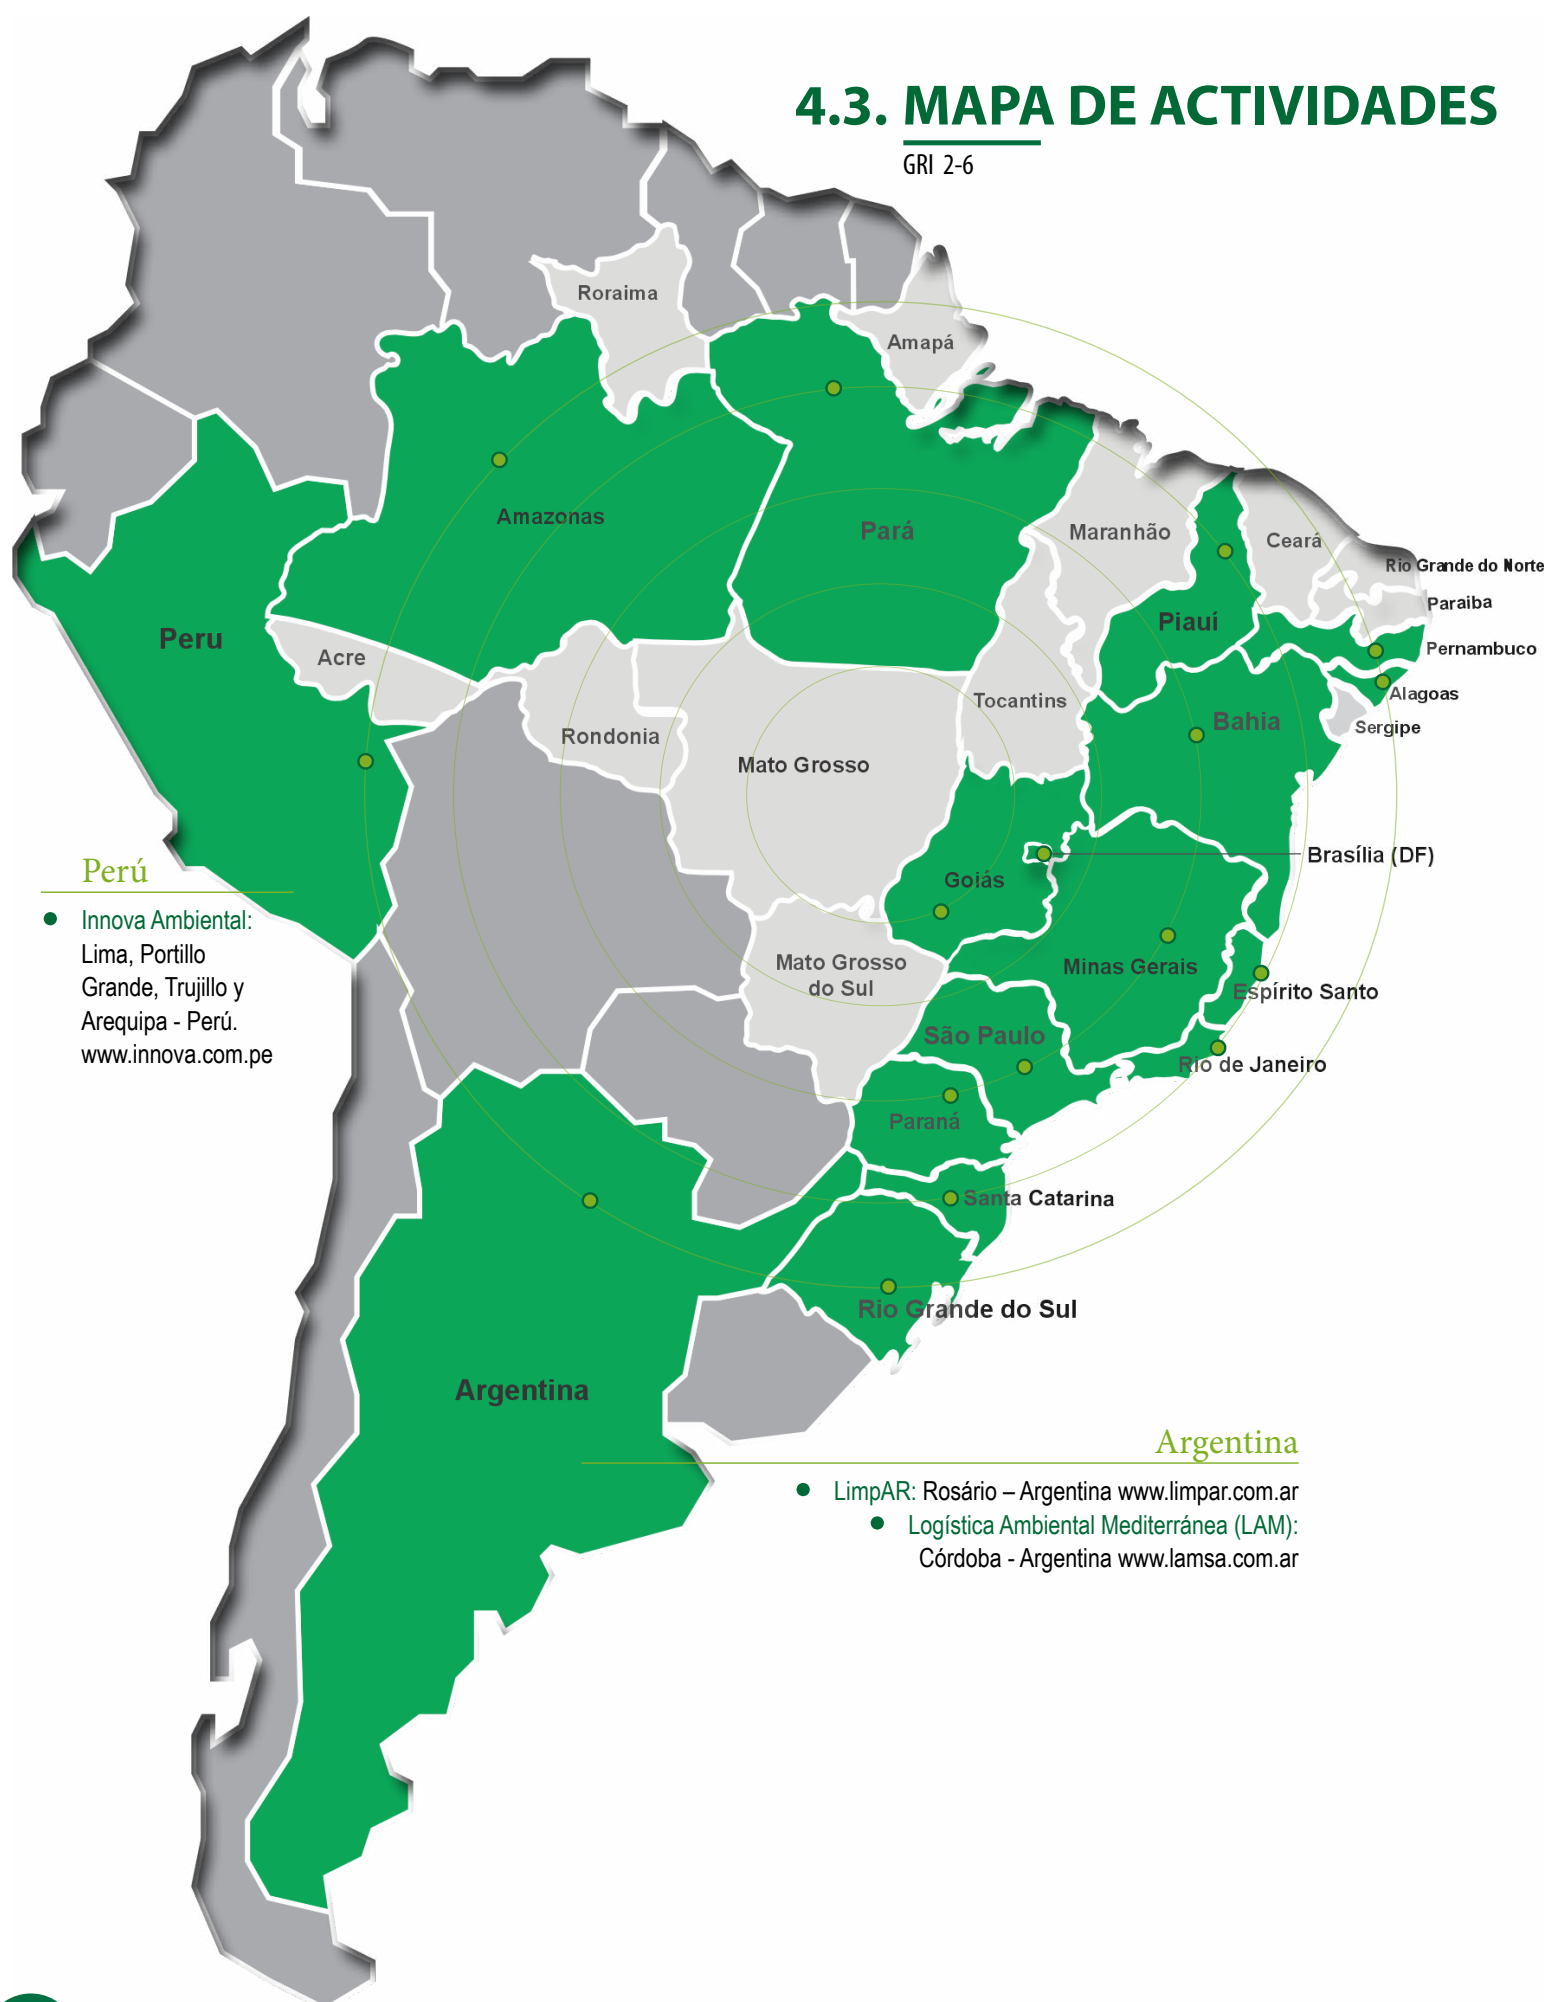 4.3. MAPA DE ACTIVIDADES
GRI 2-6
Roraima
Amapá
Amazonas
Pará
Maranhão
Ceará
Rio Grande do Norte
Paraiba
Piauí
Peru
Pernambuco
Acre
Alagoas
Tocantins
Bahia
Sergipe
Rondonia
Mato Grosso
Brasília (DF)
Goiás
Perú
Innova Ambiental:
Lima, Portillo
Grande, Trujillo y
Arequipa - Perú.
www.innova.com.pe
Mato Grosso
do Sul
Minas Gerais
Espírito Santo
São Paulo
Rio de Janeiro
Paraná
Santa Catarina
Rio Grande do Sul
Argentina
Argentina
LimpAR: Rosário – Argentina www.limpar.com.ar
Logística Ambiental Mediterránea (LAM):
Córdoba - Argentina www.lamsa.com.ar